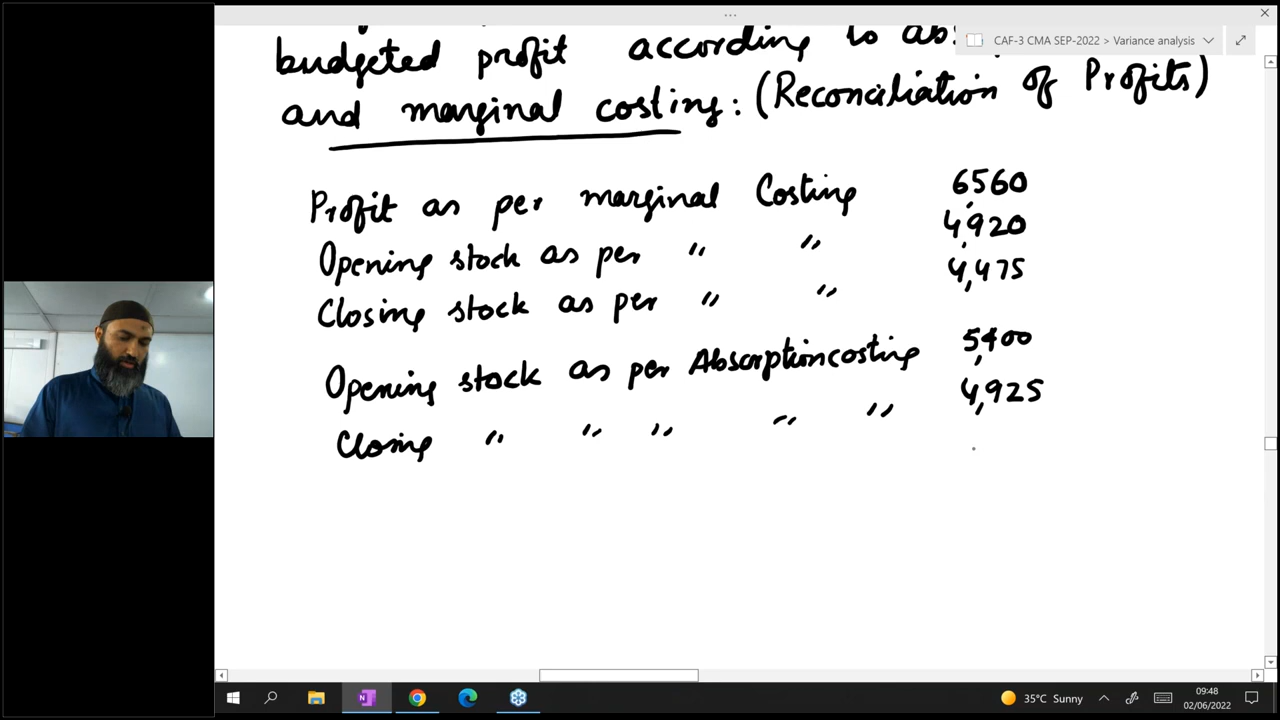 CAF-3 CMA SEP-2022 > Variance analysis
budgeted profit according to
and marginal costing: (Reconciliation of Profits)
Profit as per marginal Costing 6560
Opening stock as per " " 4,920
Closing stock as per " " 4,475
Opening stock as per Absorption costing 5,400
Closing " " " " " 4,925
35°C Sunny
09:48
02/06/2022